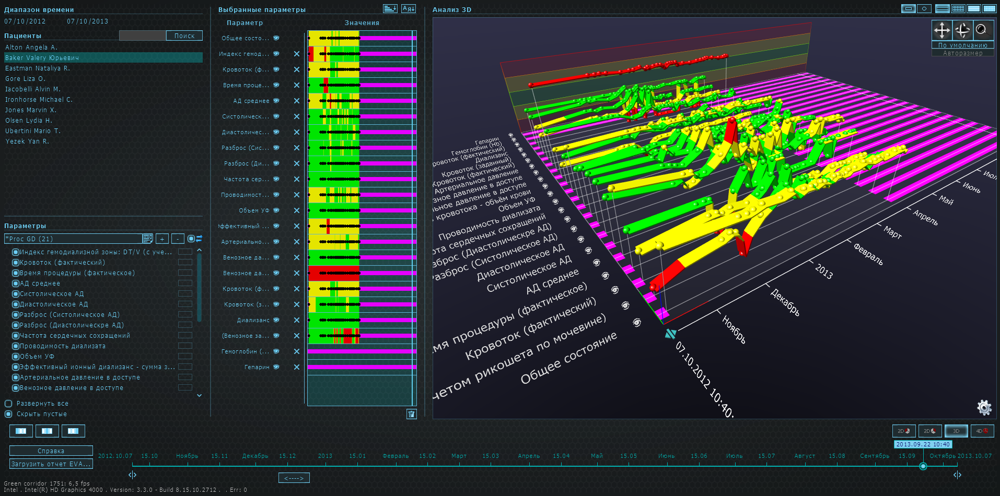 Диапазон времени
07/10/2012 07/10/2013
Пациенты
Поиск
Alton Angela A.
Baker Valery Юрьевич
Eastman Nataliya R.
Gore Liza O.
Iacobelli Alvin M.
Ironhorse Michael C.
Jones Marvin X.
Olsen Lydia H.
Ubertini Mario T.
Yezek Yan R.
Параметры
*Proc GD (21)
+ -
Индекс гемодиализной зоны: DT/V (с уче...
Кровоток (фактический)
Время процедуры (фактическое)
АД среднее
Систолическое АД
Диастолическое АД
Разброс (Систолическое АД)
Разброс (Диастолическре АД)
Частота сердечных сохращений
Проводимость диализата
Объем УФ
Эффективный ионный диализанс - сумма з...
Артериальное давление в доступе
Венозное давление в доступе
Развернуть все
Скрыть пустые
Выбранные параметры
Aя
Параметр Значения
Общее состо...
Индекс гемод...
Кровоток (ф...
Время проце...
АД среднее
Систолическ...
Диастоличес...
Разброс (Сис...
Разброс (Ди...
Частота сер...
Проводимост...
Объем УФ
Эффективный ...
Артериально...
Венозное да...
Венозное да...
Кровоток (ф...
Кровоток (з...
Диализанс
(Венозное за...
Гемоглобин (...
Гепарин
Анализ 3D
По умолчанию
Авторазмер
Гепарин
Гемоглобин (Hb)
ровоток (фактический)
Диализанс
Кровоток (заданный)
Кровоток (фактический)
Артериальное давление
зное давление в доступе
льное давление в доступе
кровотока - объём крови
Объем УФ
Проводимость диализата
ота сердечных сохращений
зброс (Диастолическре АД)
Разброс (Систолическое АД)
Диастолическое АД
Систолическое АД
АД среднее
мя процедуры (фактическое)
Кровоток (фактический)
четом рикошета по мочевине)
Общее состояние
07.10.2012 10:40:
Ноябрь
Декабрь
2013
Февраль
Март
Апрель
Май
Июнь
Июл
2D 2D 3D 4D
2013.09.22 10:40
Справка
Загрузить отчет EVA...
2012.10.07 15.10 Ноябрь 15.11 Декабрь 15.12 2013 15.01 Февраль 15.02 Март 15.03 Апрель 15.04 Май 15.05 Июнь 15.06 Июль 15.07 Август 15.08 Сентябрь 15.09 Октябрь 2013.10.07
<---->
Green corridor 1751: 6,5 fps
Intel . Intel(R) HD Graphics 4000 . Version: 3.3.0 - Build 8.15.10.2712 . . Err: 0